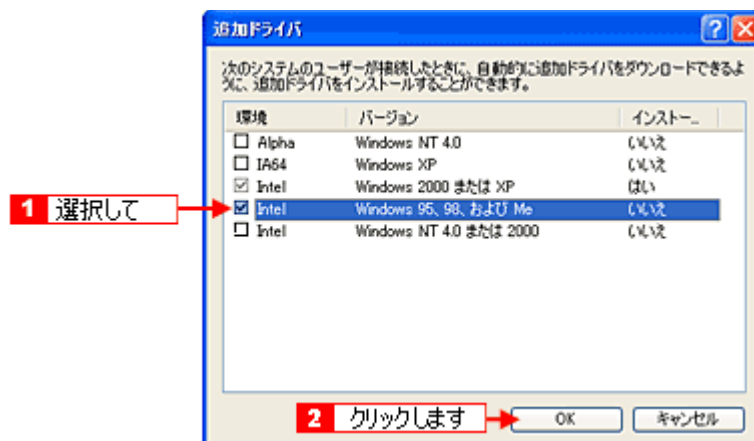 追加ドライバ
次のシステムのユーザーが接続したときに、自動的に追加ドライバをダウンロードできるよ
うに、追加ドライバをインストールすることができます。
環境 バージョン インストー...
Alpha Windows NT 4.0 いいえ
IA64 Windows XP いいえ
Intel Windows 2000 または XP はい
1 選択して
Intel Windows 95、98、および Me いいえ
Intel Windows NT 4.0 または 2000 いいえ
2 クリックします
OK キャンセル